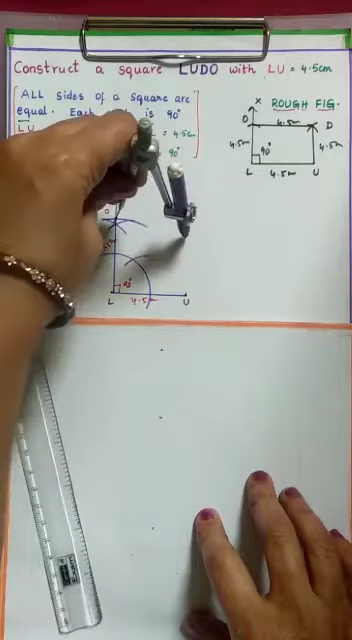 Construct a square LUDO with LU = 4.5cm
ALL sides of a square are
equal. Each is 90°
LU = 4.5cm
90°
X ROUGH FIG.
O 4.5cm D
4.5cm 90° 4.5cm
L 4.5cm U
O
90°
L 4.5 U